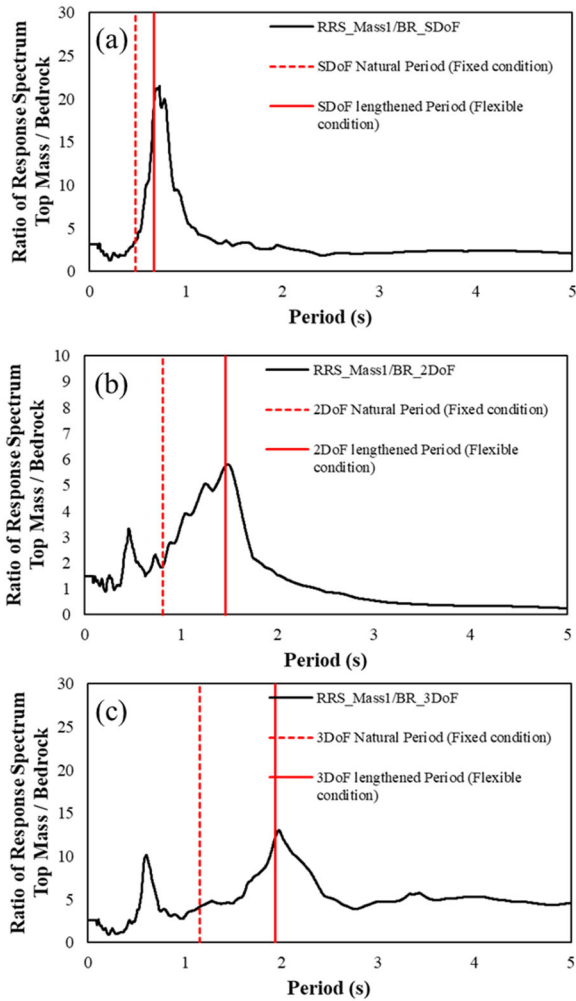 (a)
Ratio of Response Spectrum
Top Mass / Bedrock
30
25
20
15
10
5
0
RRS_Mass1/BR_SDoF
SDoF Natural Period (Fixed condition)
SDoF lengthened Period (Flexible
condition)
0 1 2 3 4 5
Period (s)
(b)
Ratio of Response Spectrum
Top Mass / Bedrock
10
9
8
7
6
5
4
3
2
1
0
RRS_Mass1/BR_2DoF
2DoF Natural Period (Fixed condition)
2DoF lengthened Period (Flexible
condition)
0 1 2 3 4 5
Period (s)
(c)
Ratio of Response Spectrum
Top Mass / Bedrock
30
25
20
15
10
5
0
RRS_Mass1/BR_3DoF
3DoF Natural Period (Fixed condition)
3DoF lengthened Period (Flexible
condition)
0 1 2 3 4 5
Period (s)